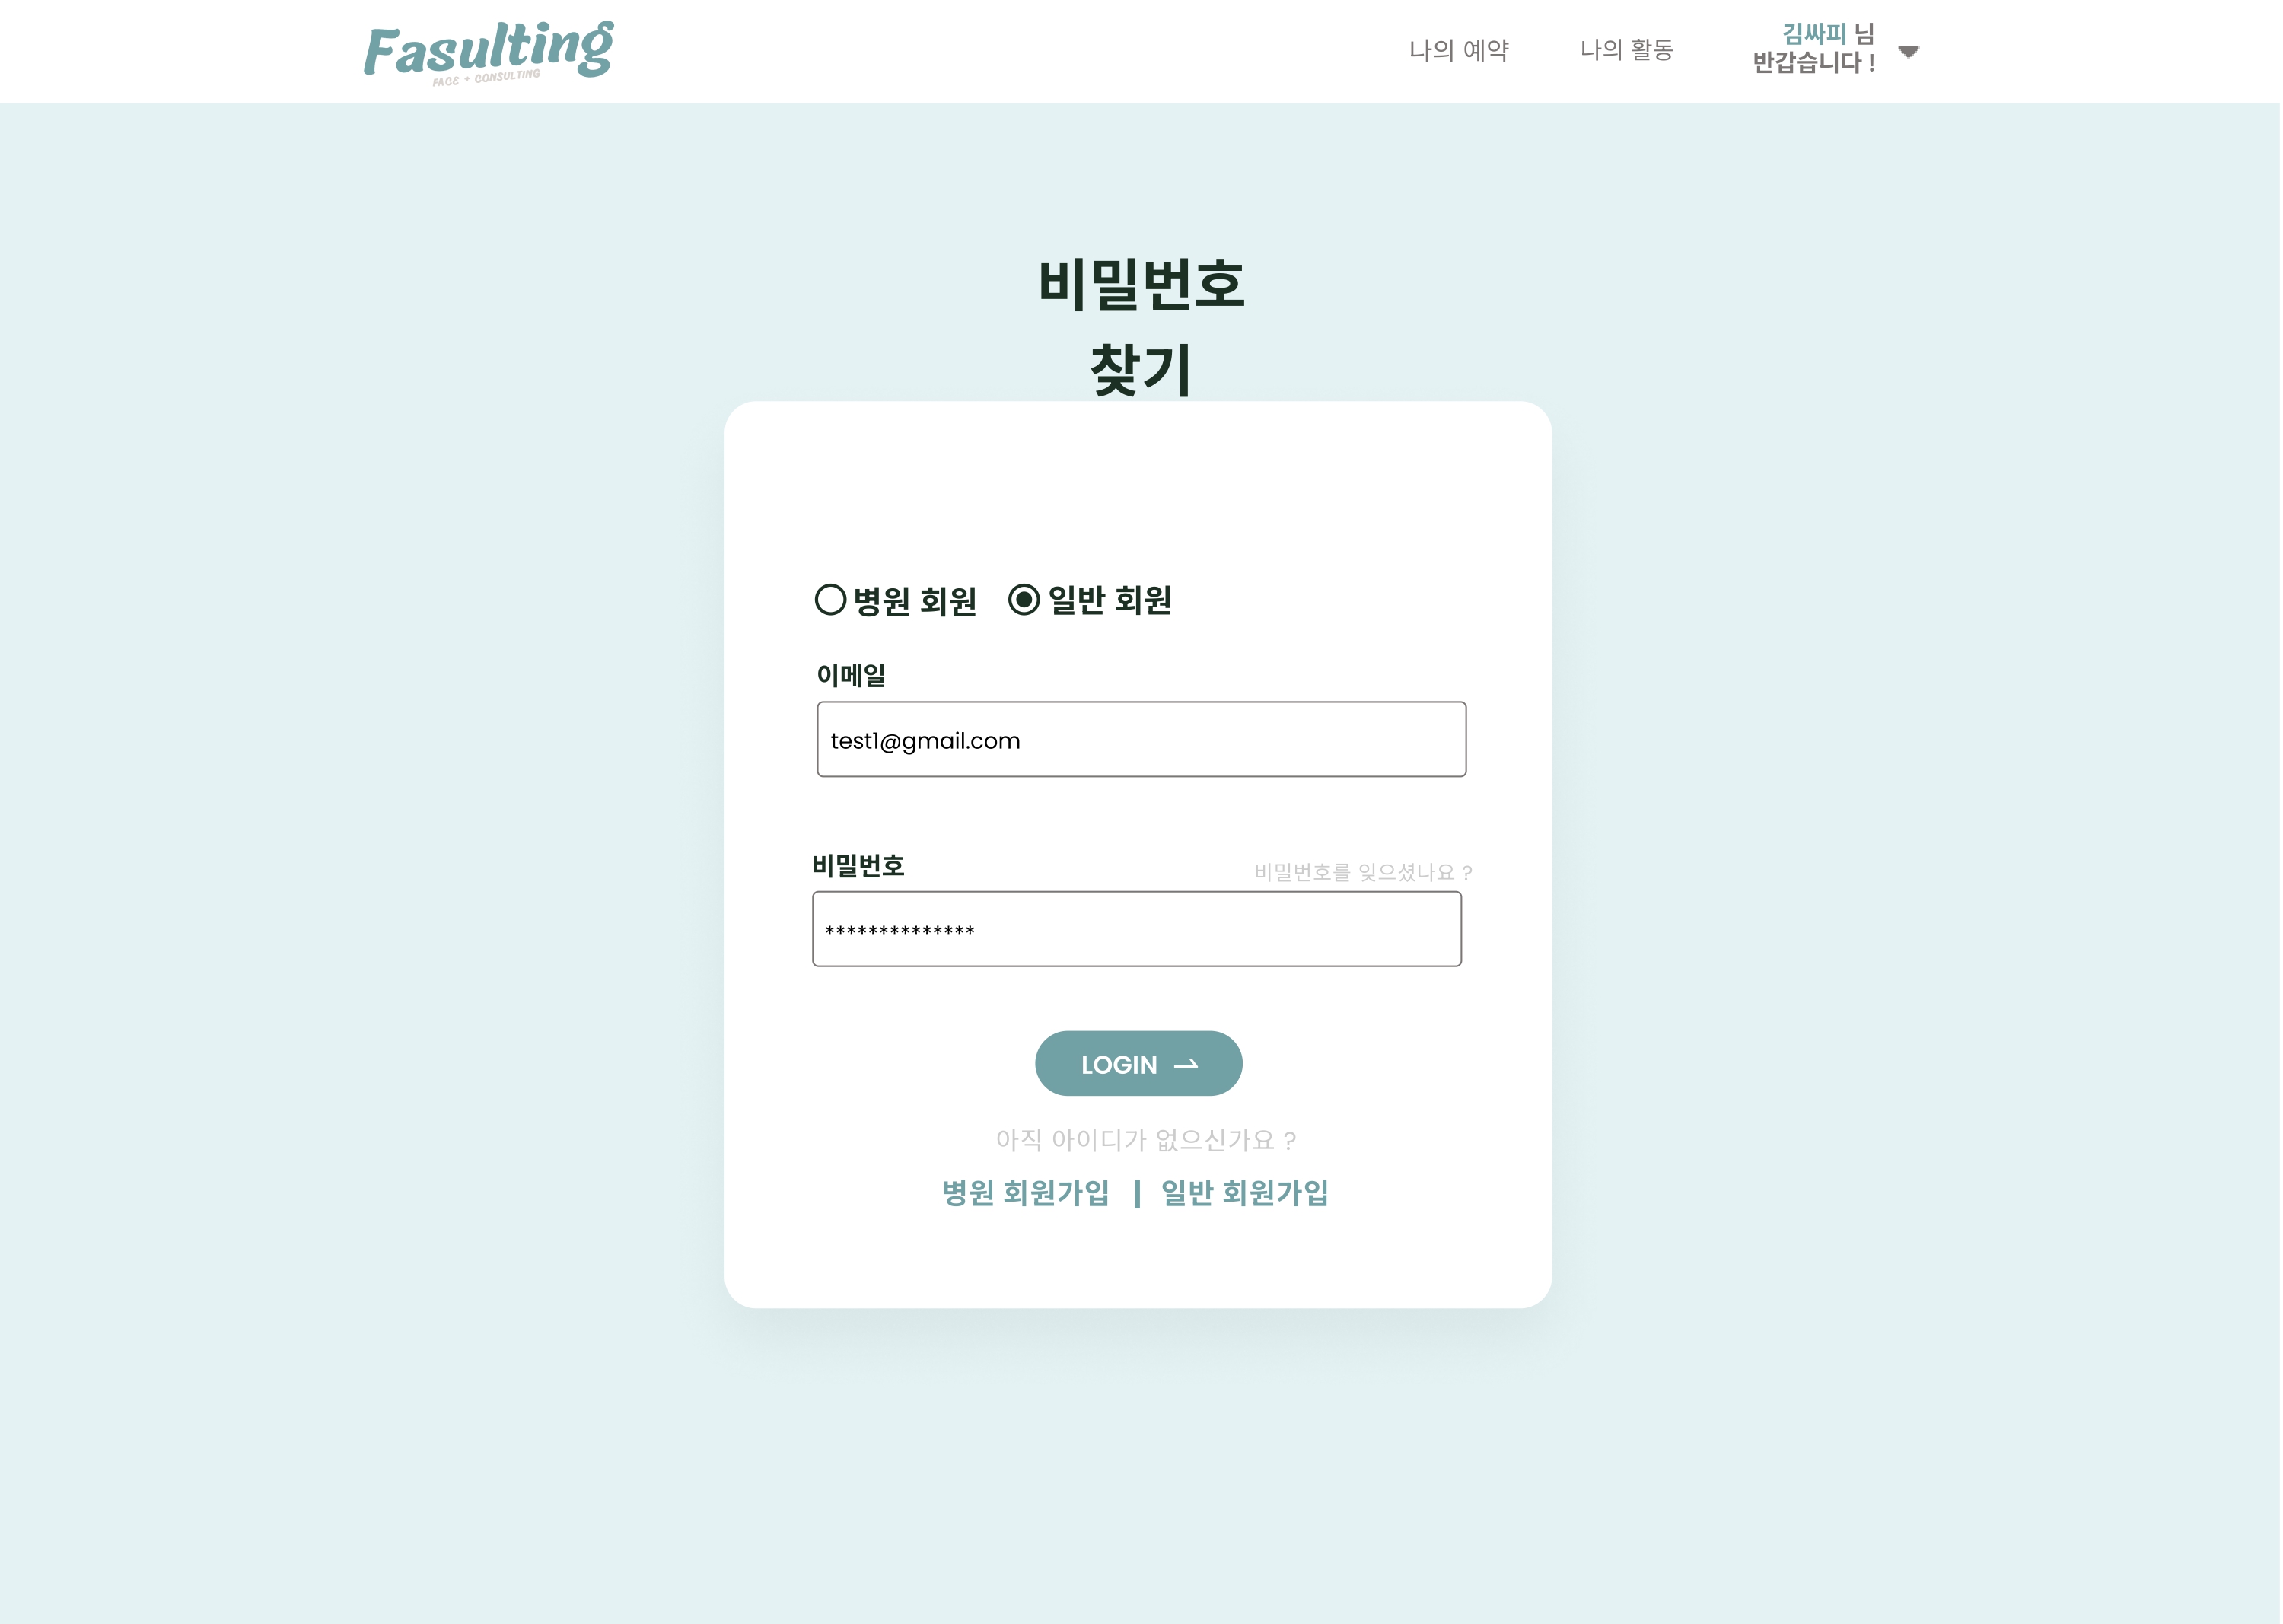 Fasulting
FACE + CONSULTING
나의 예약
나의 활동
김싸피 님
반갑습니다 !
비밀번호
찾기
병원 회원
일반 회원
이메일
test1@gmail.com
비밀번호
비밀번호를 잊으셨나요 ?
**************
LOGIN
아직 아이디가 없으신가요 ?
병원 회원가입 | 일반 회원가입